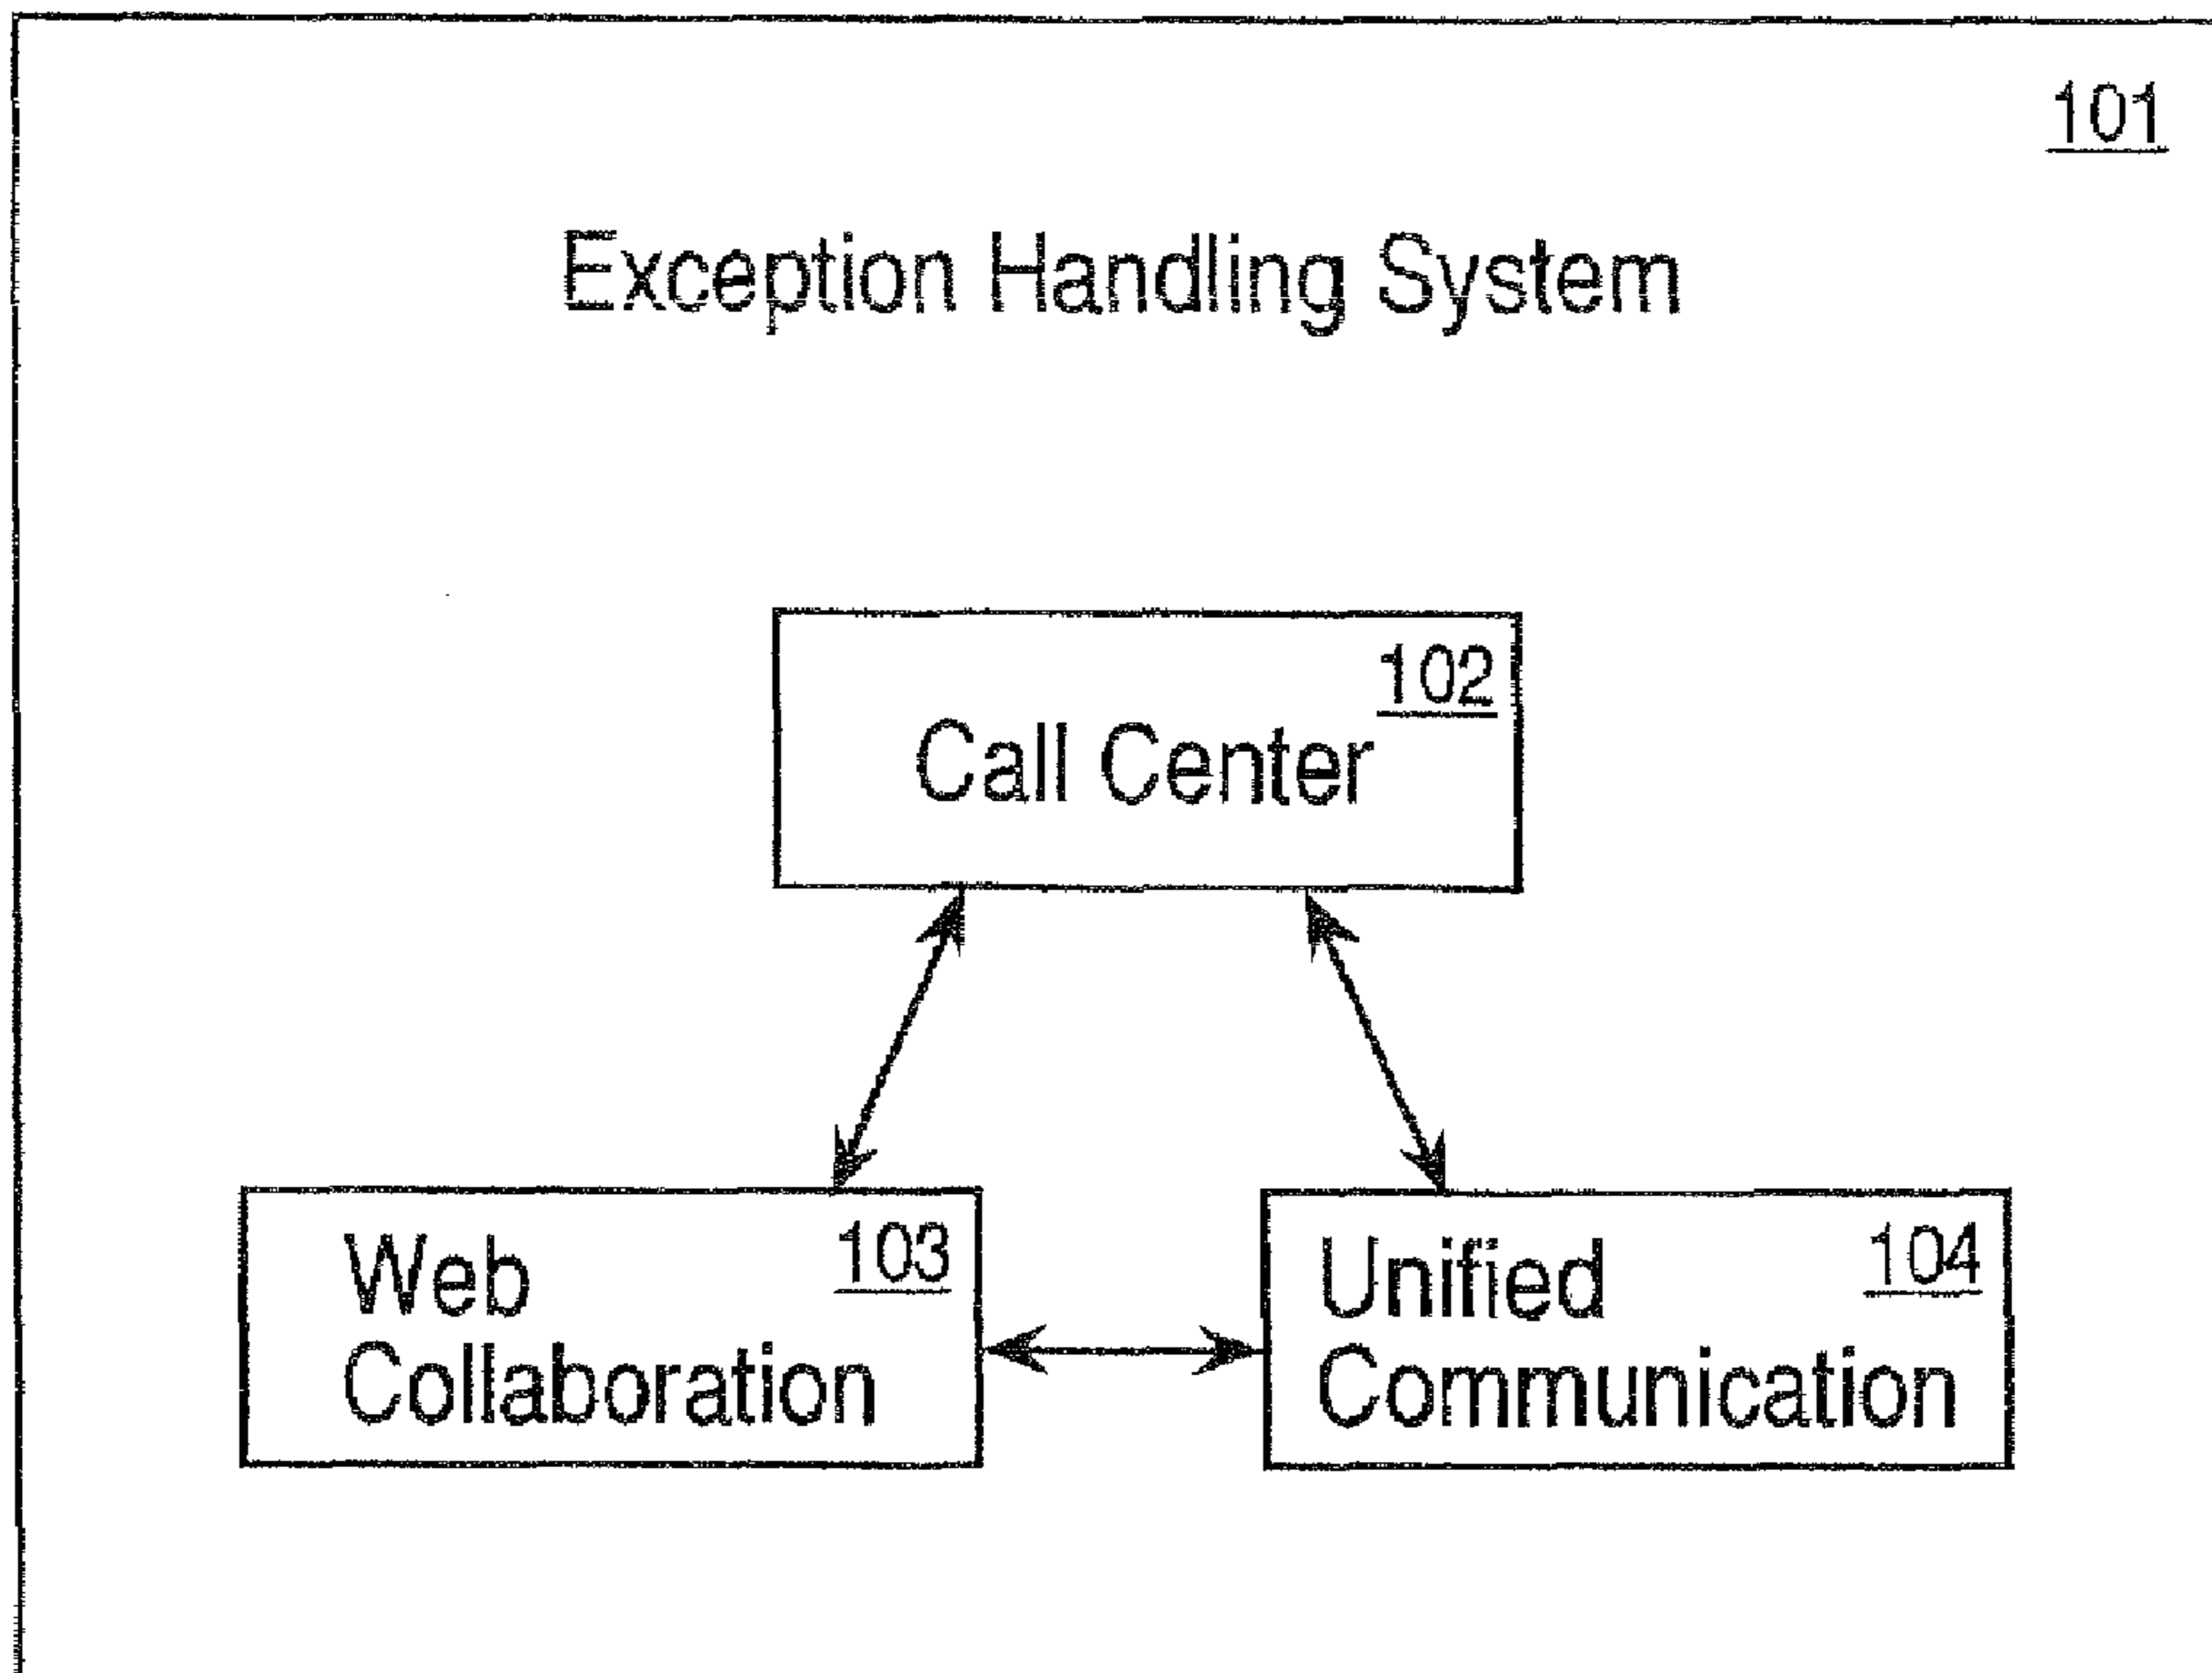 101
Exception Handling System
102
Call Center
103
Web
Collaboration
104
Unified
Communication